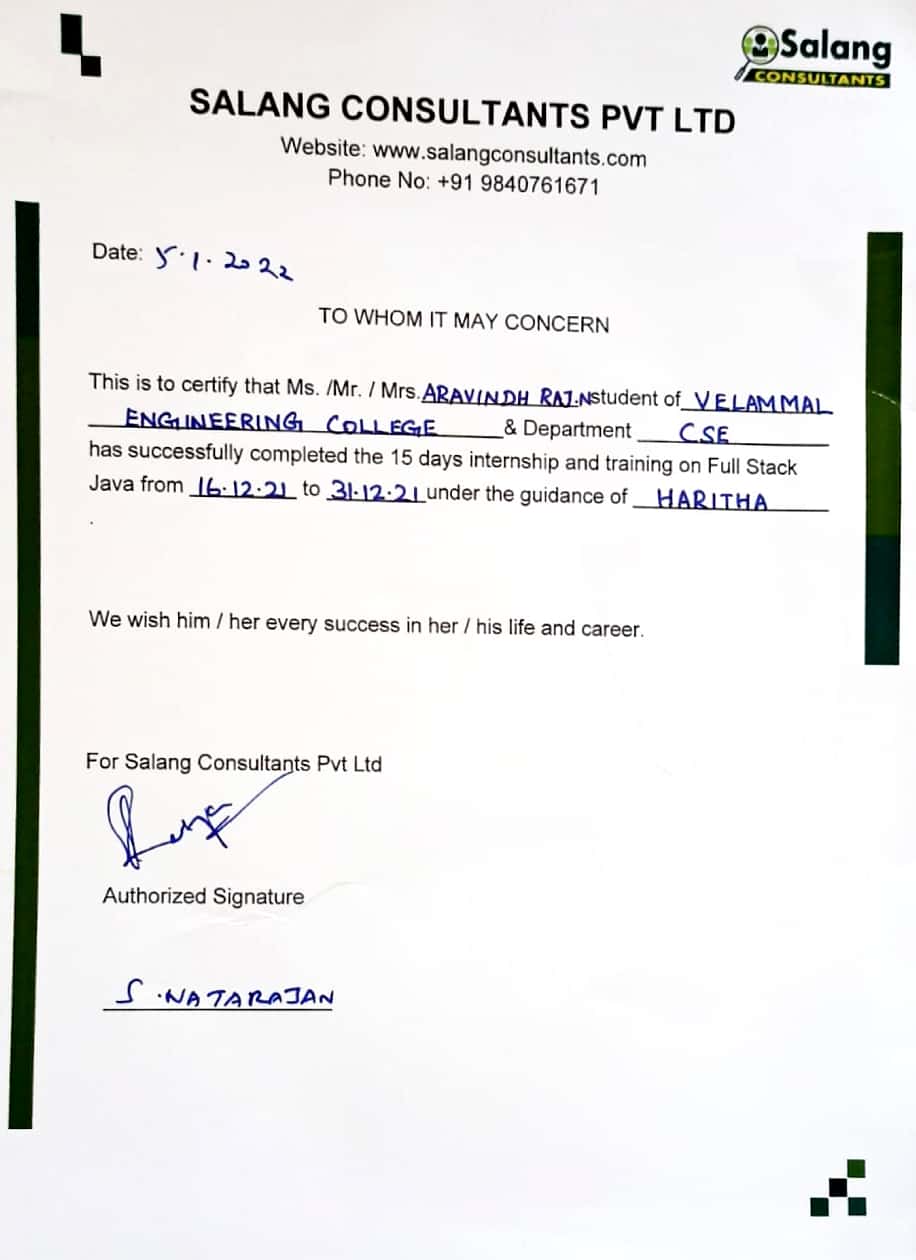 Salang
CONSULTANTS
SALANG CONSULTANTS PVT LTD
Website: www.salangconsultants.com
Phone No: +91 9840761671
Date: 5.1.2022
TO WHOM IT MAY CONCERN
This is to certify that Ms. /Mr. / Mrs. ARAVINDH RAJ.N student of VELAMMAL
ENGINEERING COLLEGE & Department CSE
has successfully completed the 15 days internship and training on Full Stack
Java from 16.12.21 to 31.12.21 under the guidance of HARITHA
.
We wish him / her every success in her / his life and career.
For Salang Consultants Pvt Ltd
Authorized Signature
S.NATARAJAN